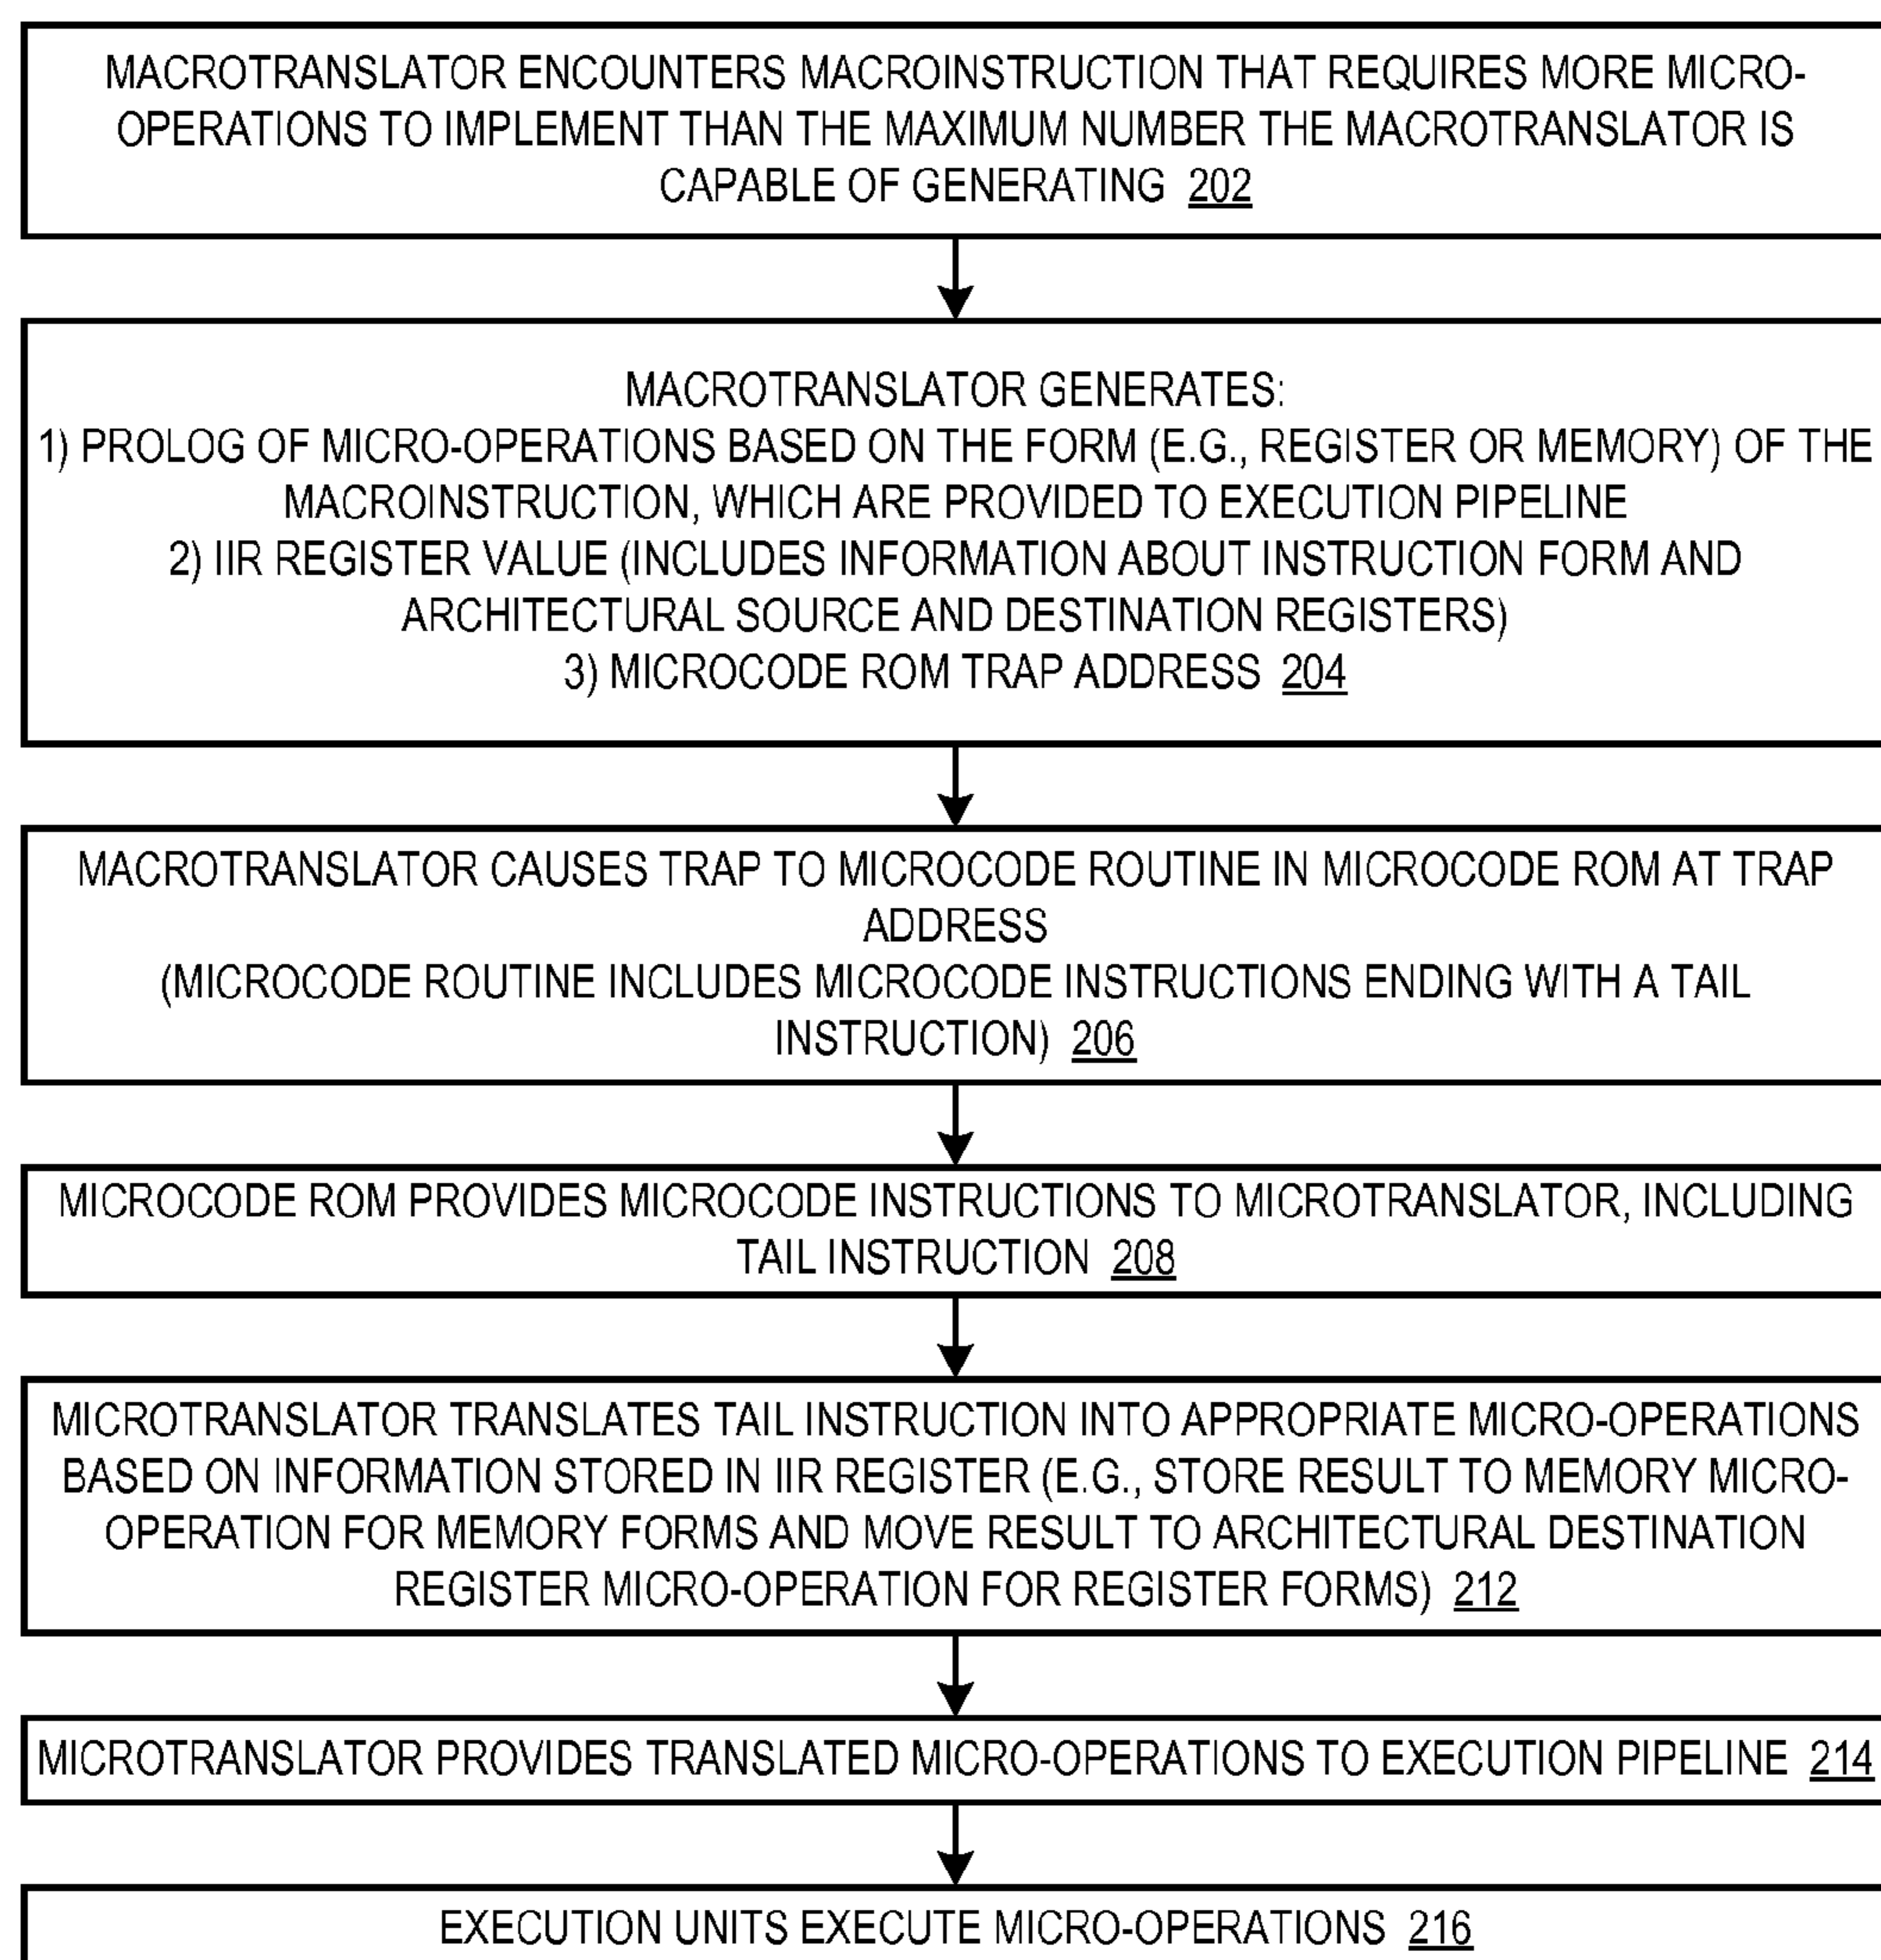 MACROTRANSLATOR ENCOUNTERS MACROINSTRUCTION THAT REQUIRES MORE MICRO-
OPERATIONS TO IMPLEMENT THAN THE MAXIMUM NUMBER THE MACROTRANSLATOR IS
CAPABLE OF GENERATING 202
MACROTRANSLATOR GENERATES:
1) PROLOG OF MICRO-OPERATIONS BASED ON THE FORM (E.G., REGISTER OR MEMORY) OF THE
MACROINSTRUCTION, WHICH ARE PROVIDED TO EXECUTION PIPELINE
2) IIR REGISTER VALUE (INCLUDES INFORMATION ABOUT INSTRUCTION FORM AND
ARCHITECTURAL SOURCE AND DESTINATION REGISTERS)
3) MICROCODE ROM TRAP ADDRESS 204
MACROTRANSLATOR CAUSES TRAP TO MICROCODE ROUTINE IN MICROCODE ROM AT TRAP
ADDRESS
(MICROCODE ROUTINE INCLUDES MICROCODE INSTRUCTIONS ENDING WITH A TAIL
INSTRUCTION) 206
MICROCODE ROM PROVIDES MICROCODE INSTRUCTIONS TO MICROTRANSLATOR, INCLUDING
TAIL INSTRUCTION 208
MICROTRANSLATOR TRANSLATES TAIL INSTRUCTION INTO APPROPRIATE MICRO-OPERATIONS
BASED ON INFORMATION STORED IN IIR REGISTER (E.G., STORE RESULT TO MEMORY MICRO-
OPERATION FOR MEMORY FORMS AND MOVE RESULT TO ARCHITECTURAL DESTINATION
REGISTER MICRO-OPERATION FOR REGISTER FORMS) 212
MICROTRANSLATOR PROVIDES TRANSLATED MICRO-OPERATIONS TO EXECUTION PIPELINE 214
EXECUTION UNITS EXECUTE MICRO-OPERATIONS 216